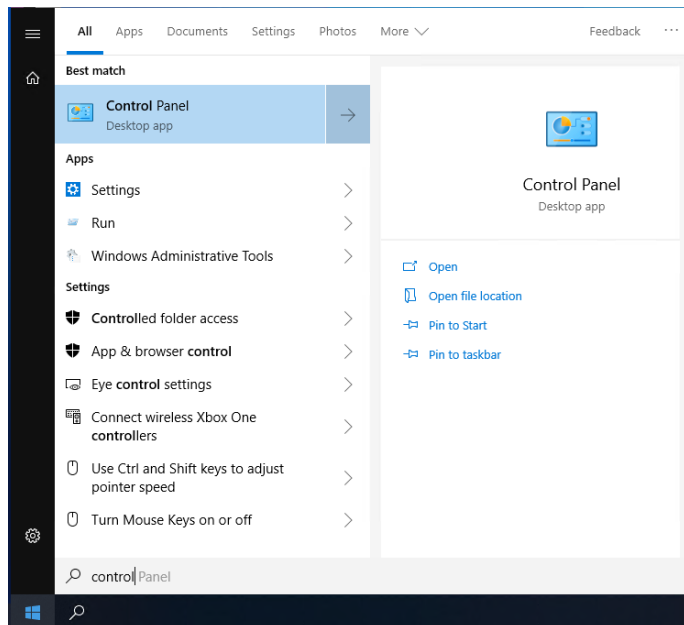 All Apps Documents Settings Photos More Feedback ...
Best match
Control Panel
Desktop app
Apps
Settings
Run
Windows Administrative Tools
Settings
Controlled folder access
App & browser control
Eye control settings
Connect wireless Xbox One
controllers
Use Ctrl and Shift keys to adjust
pointer speed
Turn Mouse Keys on or off
Control Panel
Desktop app
Open
Open file location
Pin to Start
Pin to taskbar
control Panel